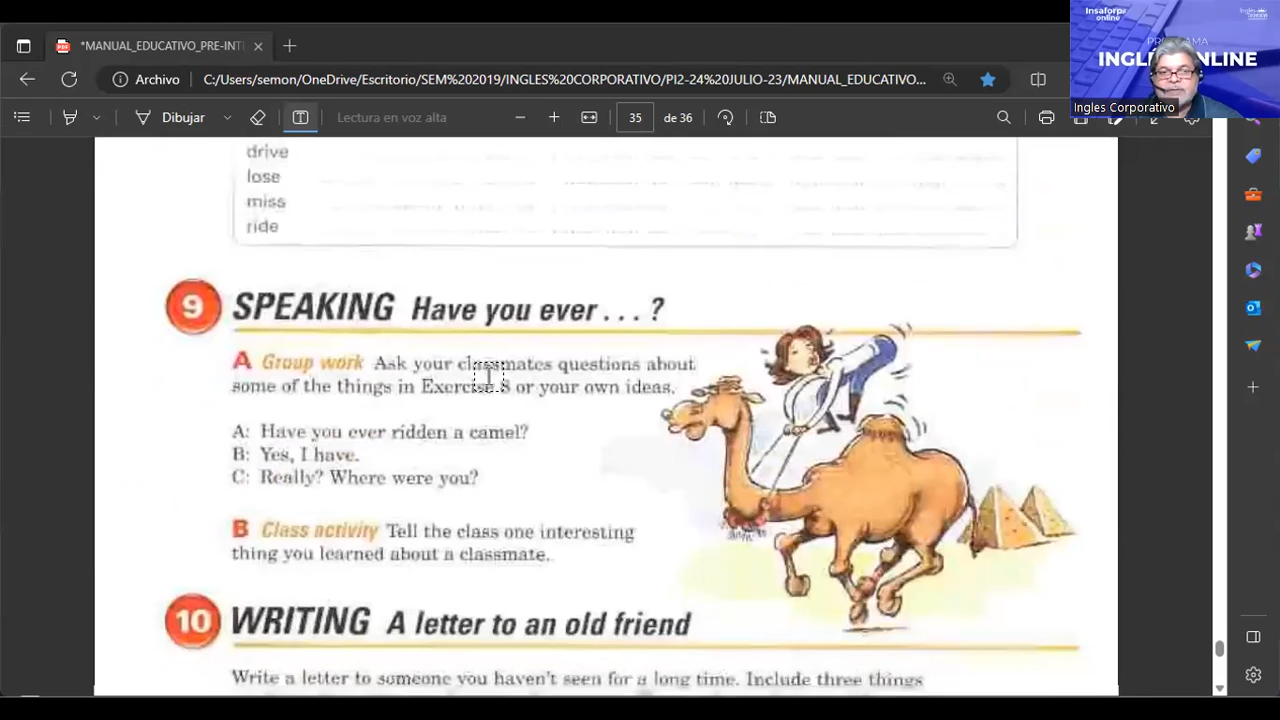 *MANUAL_EDUCATIVO_PRE-INT
Insaforp online
Archivo
C:/Users/semon/OneDrive/Escritorio/SEM%202019/INGLES%20CORPORATIVO/PI2-24%20JULIO-23/MANUAL_EDUCATIVO...
INGL NLINE
Ingles Corporativo
Dibujar
Lectura en voz alta
35
de 36
drive
lose
miss
ride
9 SPEAKING Have you ever . . . ?
A Group work Ask your classmates questions about
some of the things in Exercise 8 or your own ideas.
A: Have you ever ridden a camel?
B: Yes, I have.
C: Really? Where were you?
B Class activity Tell the class one interesting
thing you learned about a classmate.
10 WRITING A letter to an old friend
Write a letter to someone you haven't seen for a long time. Include three things